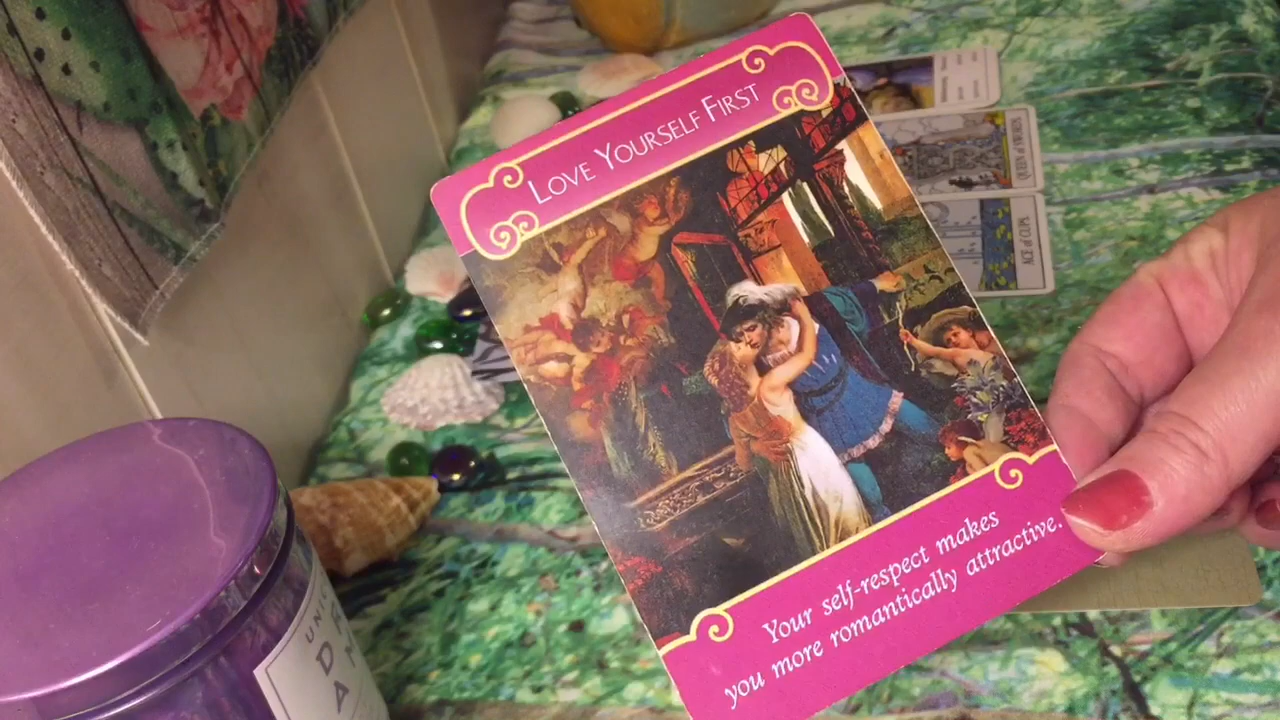 LOVE YOURSELF FIRST
Your self-respect makes
you more romantically attractive.
QUEEN of SWORDS
ACE of CUPS